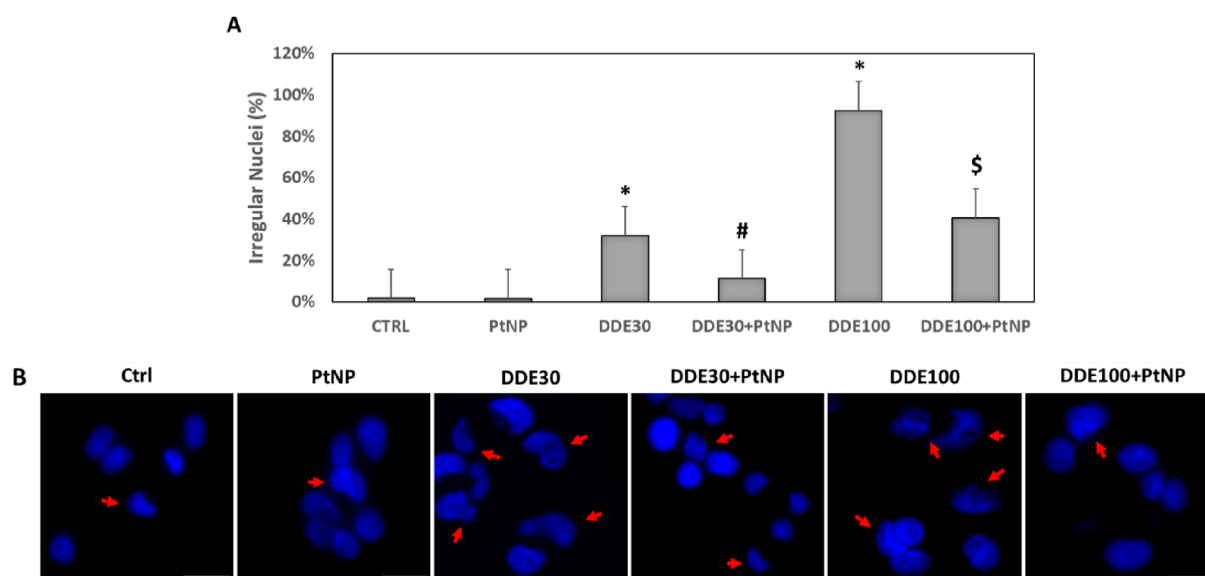 A
120%
100%
80%
60%
40%
20%
0%
Irregular Nuclei (%)
*
#
*
$
CTRL PtNP DDE30 DDE30+PtNP DDE100 DDE100+PtNP
B
Ctrl PtNP DDE30 DDE30+PtNP DDE100 DDE100+PtNP